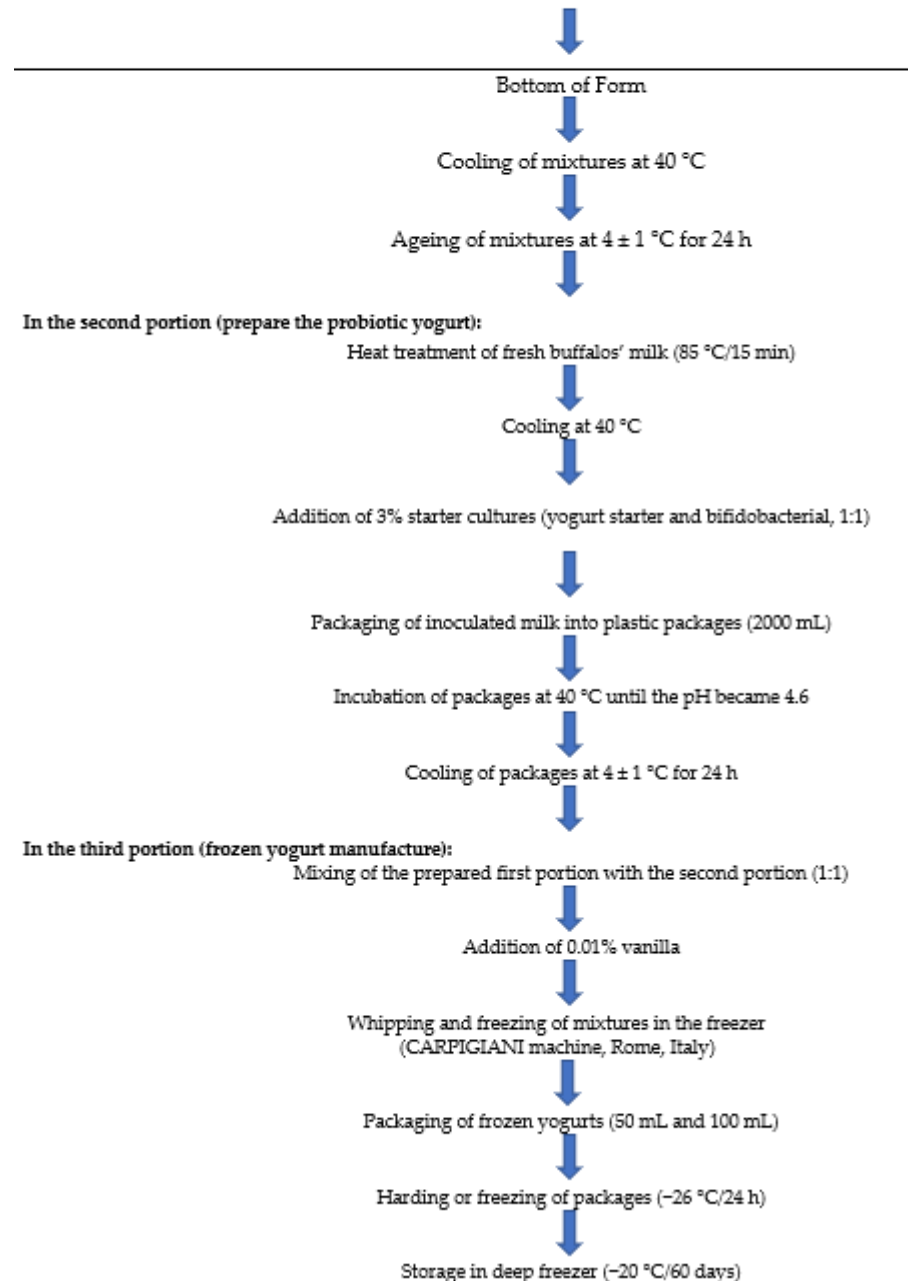 Bottom of Form
Cooling of mixtures at 40 °C
Ageing of mixtures at 4 ± 1 °C for 24 h
In the second portion (prepare the probiotic yogurt):
Heat treatment of fresh buffalos’ milk (85 °C/15 min)
Cooling at 40 °C
Addition of 3% starter cultures (yogurt starter and bifidobacterial, 1:1)
Packaging of inoculated milk into plastic packages (2000 mL)
Incubation of packages at 40 °C until the pH became 4.6
Cooling of packages at 4 ± 1 °C for 24 h
In the third portion (frozen yogurt manufacture):
Mixing of the prepared first portion with the second portion (1:1)
Addition of 0.01% vanilla
Whipping and freezing of mixtures in the freezer
(CARPIGIANI machine, Rome, Italy)
Packaging of frozen yogurts (50 mL and 100 mL)
Harding or freezing of packages (−26 °C/24 h)
Storage in deep freezer (−20 °C/60 days)